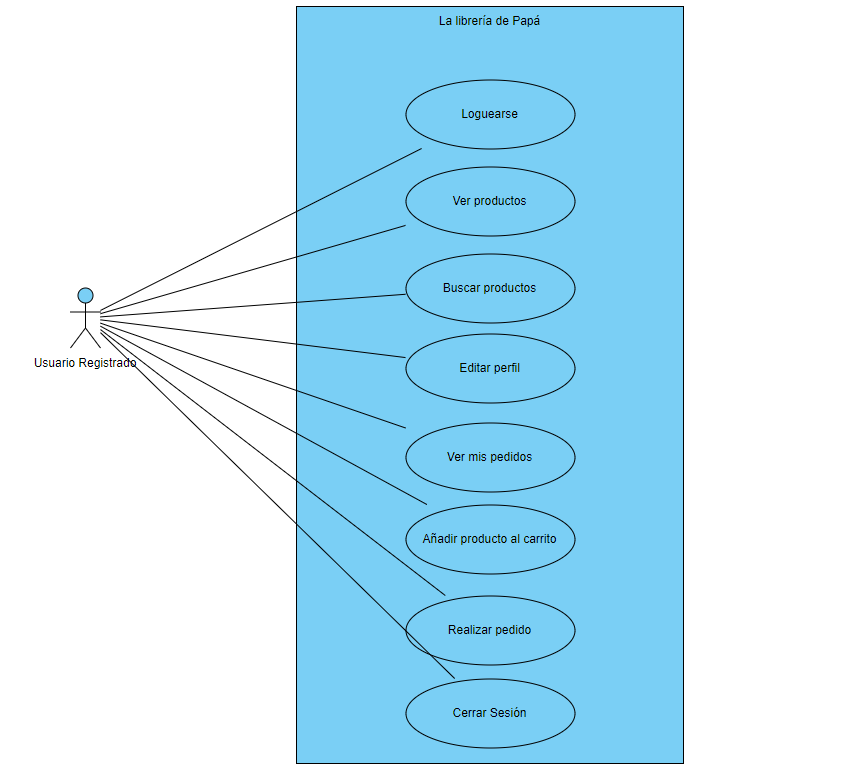 La librería de Papá
Loguearse
Ver productos
Buscar productos
Usuario Registrado
Editar perfil
Ver mis pedidos
Añadir producto al carrito
Realizar pedido
Cerrar Sesión